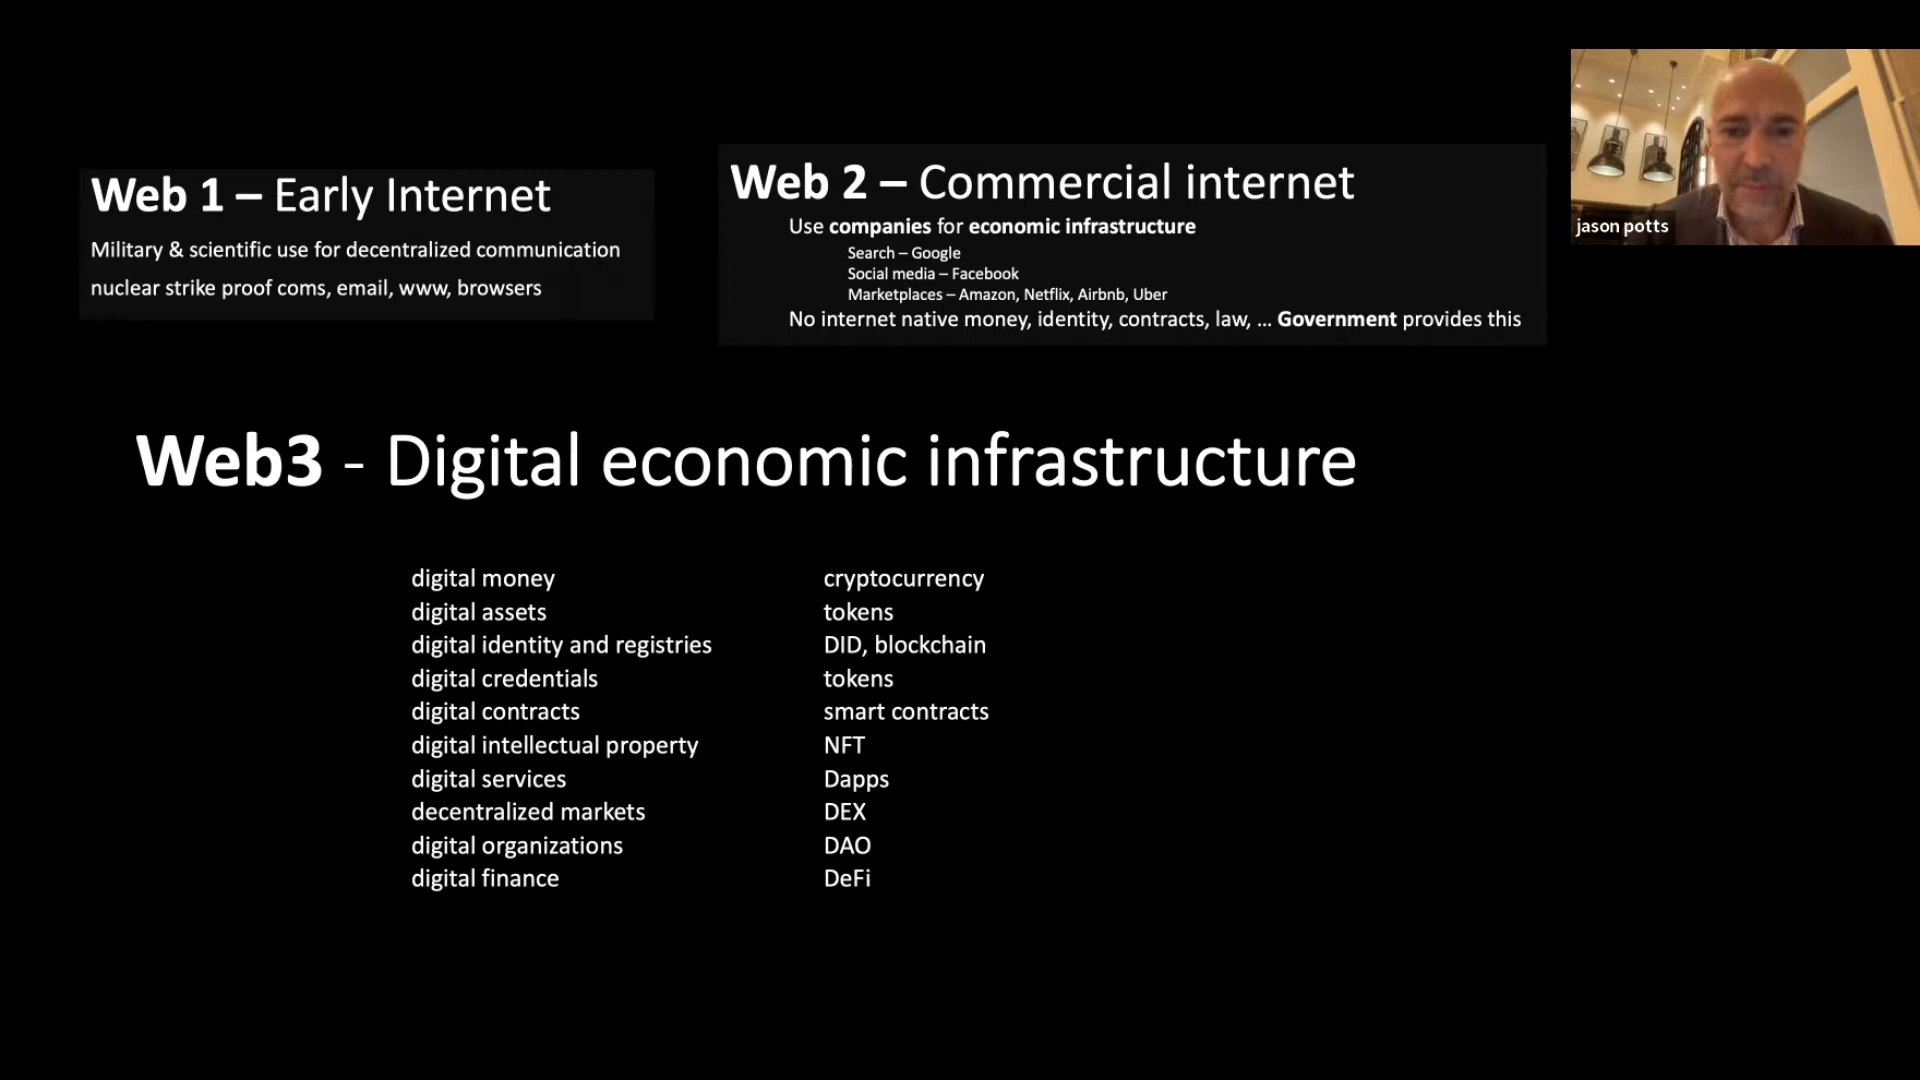 Web 1 – Early Internet
Military & scientific use for decentralized communication
nuclear strike proof coms, email, www, browsers
Web 2 – Commercial internet
Use companies for economic infrastructure
Search – Google
Social media – Facebook
Marketplaces – Amazon, Netflix, Airbnb, Uber
No internet native money, identity, contracts, law, ... Government provides this
jason potts
Web3 - Digital economic infrastructure
digital money cryptocurrency
digital assets tokens
digital identity and registries DID, blockchain
digital credentials tokens
digital contracts smart contracts
digital intellectual property NFT
digital services Dapps
decentralized markets DEX
digital organizations DAO
digital finance DeFi